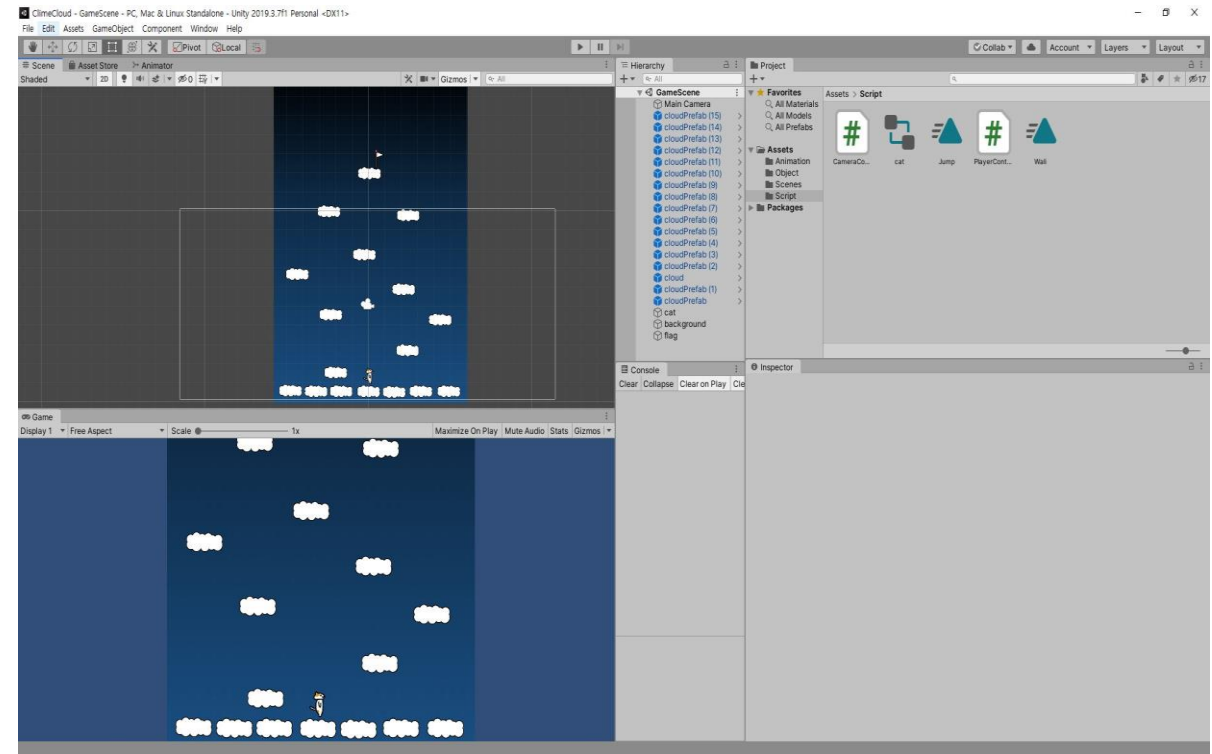 ClimeCloud - GameScene - PC, Mac & Linux Standalone - Unity 2019.3.7f1 Personal <DX11>
File Edit Assets GameObject Component Window Help
Pivot Local Collab Account Layers Layout
Scene Asset Store Animator
Shaded 2D 0 Gizmos All
Hierarchy
All
GameScene
Main Camera
cloudPrefab (15)
cloudPrefab (14)
cloudPrefab (13)
cloudPrefab (12)
cloudPrefab (11)
cloudPrefab (10)
cloudPrefab (9)
cloudPrefab (8)
cloudPrefab (7)
cloudPrefab (6)
cloudPrefab (5)
cloudPrefab (4)
cloudPrefab (3)
cloudPrefab (2)
cloud
cloudPrefab (1)
cloudPrefab
cat
background
flag
Project
17
Favorites
All Materials
All Models
All Prefabs
Assets
Animation
Object
Scenes
Script
Packages
Assets > Script
CameraCo... cat Jump PlayerCont... Wali
Console
Clear Collapse Clear on Play Cle
Inspector
Game
Display 1 Free Aspect Scale 1x Maximize On Play Mute Audio Stats Gizmos